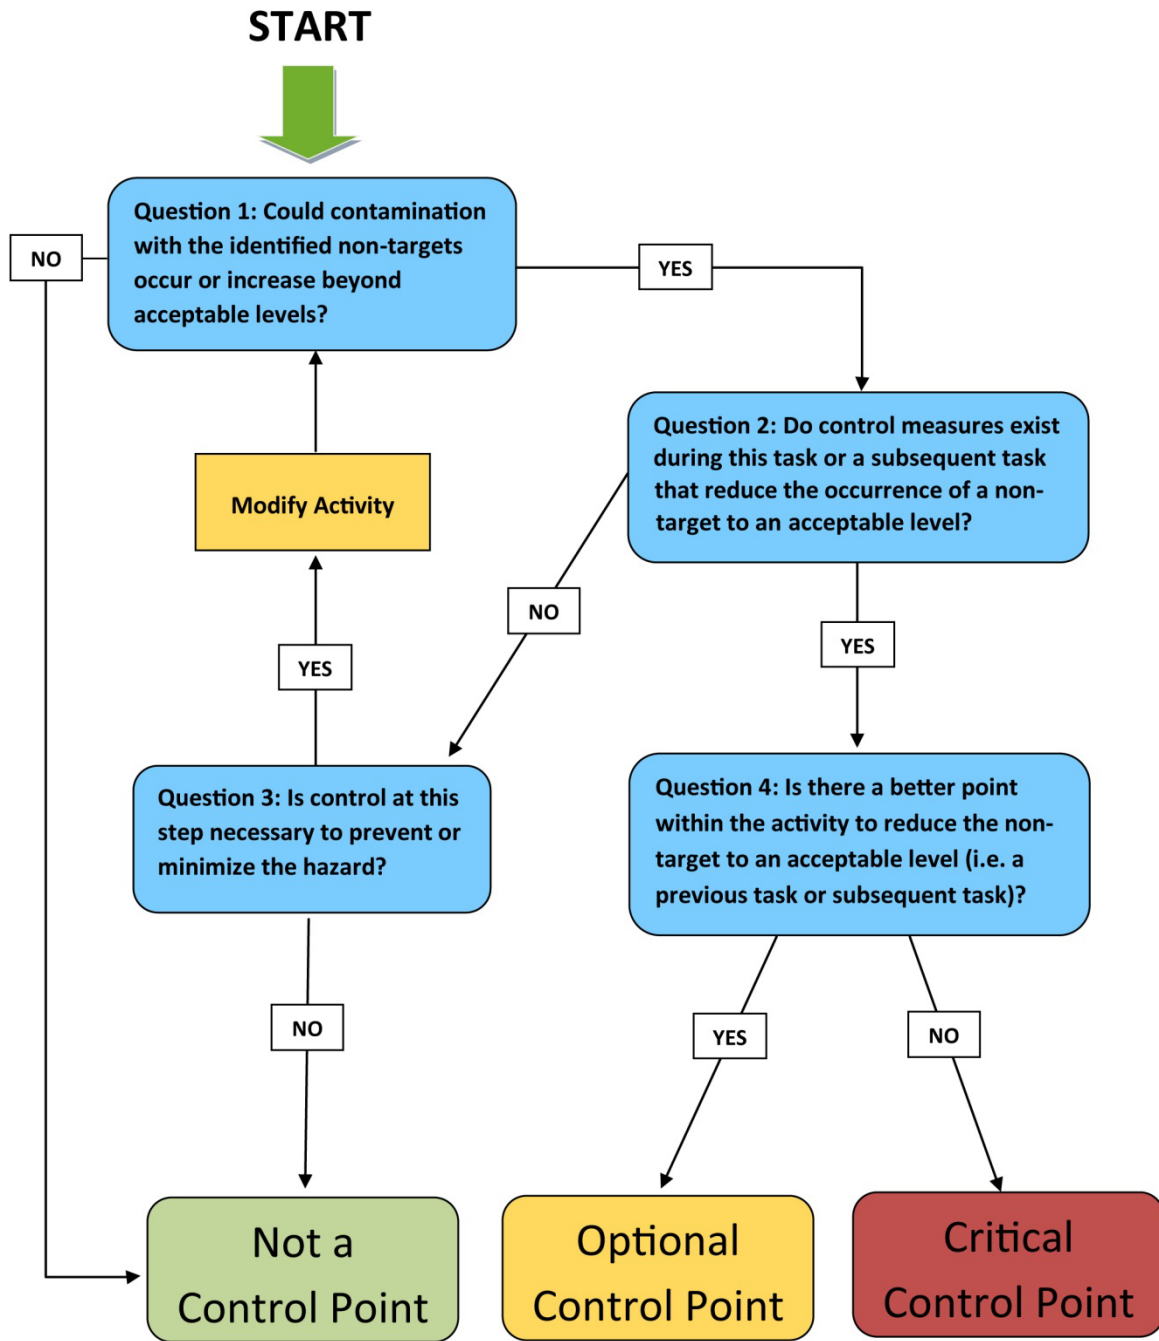 START
Question 1: Could contamination
with the identified non-targets
occur or increase beyond
acceptable levels?
NO
YES
Question 2: Do control measures exist
during this task or a subsequent task
that reduce the occurrence of a non-
target to an acceptable level?
Modify Activity
NO
YES
YES
Question 3: Is control at this
step necessary to prevent or
minimize the hazard?
Question 4: Is there a better point
within the activity to reduce the non-
target to an acceptable level (i.e. a
previous task or subsequent task)?
NO
YES
NO
Not a
Control Point
Optional
Control Point
Critical
Control Point